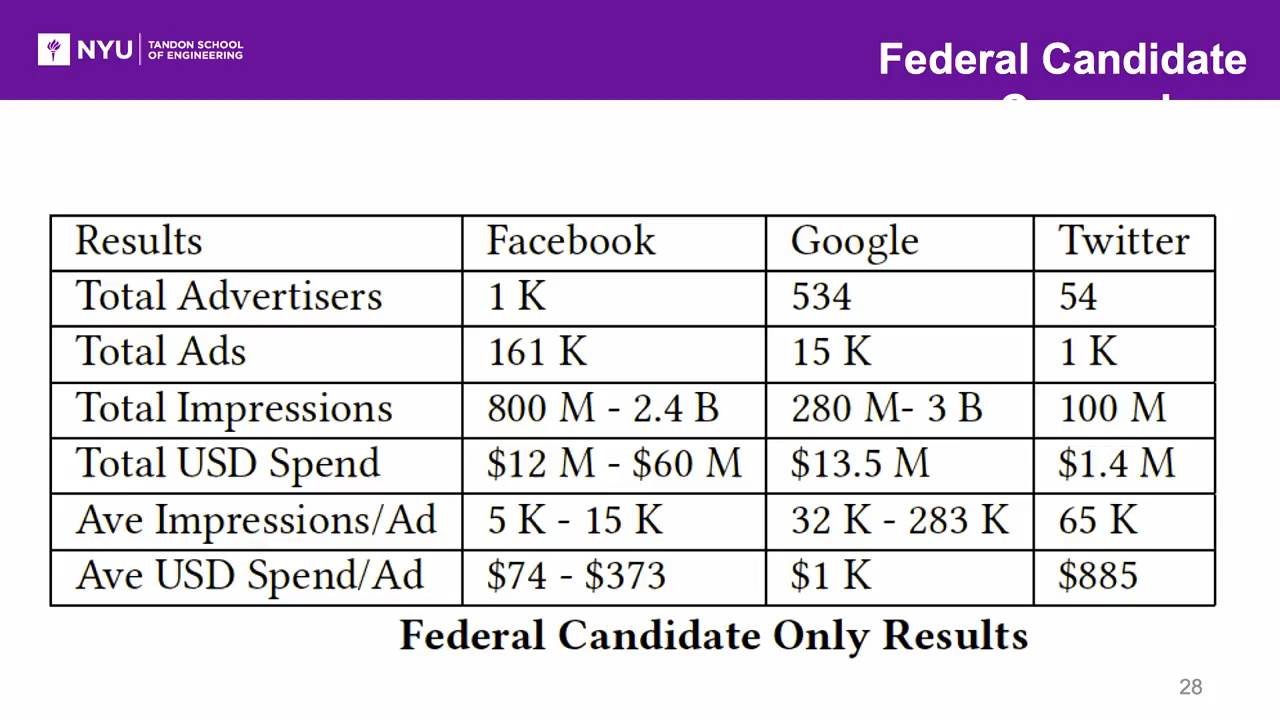 NYU TANDON SCHOOL
OF ENGINEERING
Federal Candidate
Results Facebook Google Twitter
Total Advertisers 1 K 534 54
Total Ads 161 K 15 K 1 K
Total Impressions 800 M - 2.4 B 280 M- 3 B 100 M
Total USD Spend $12 M - $60 M $13.5 M $1.4 M
Ave Impressions/Ad 5 K - 15 K 32 K - 283 K 65 K
Ave USD Spend/Ad $74 - $373 $1 K $885
Federal Candidate Only Results
28